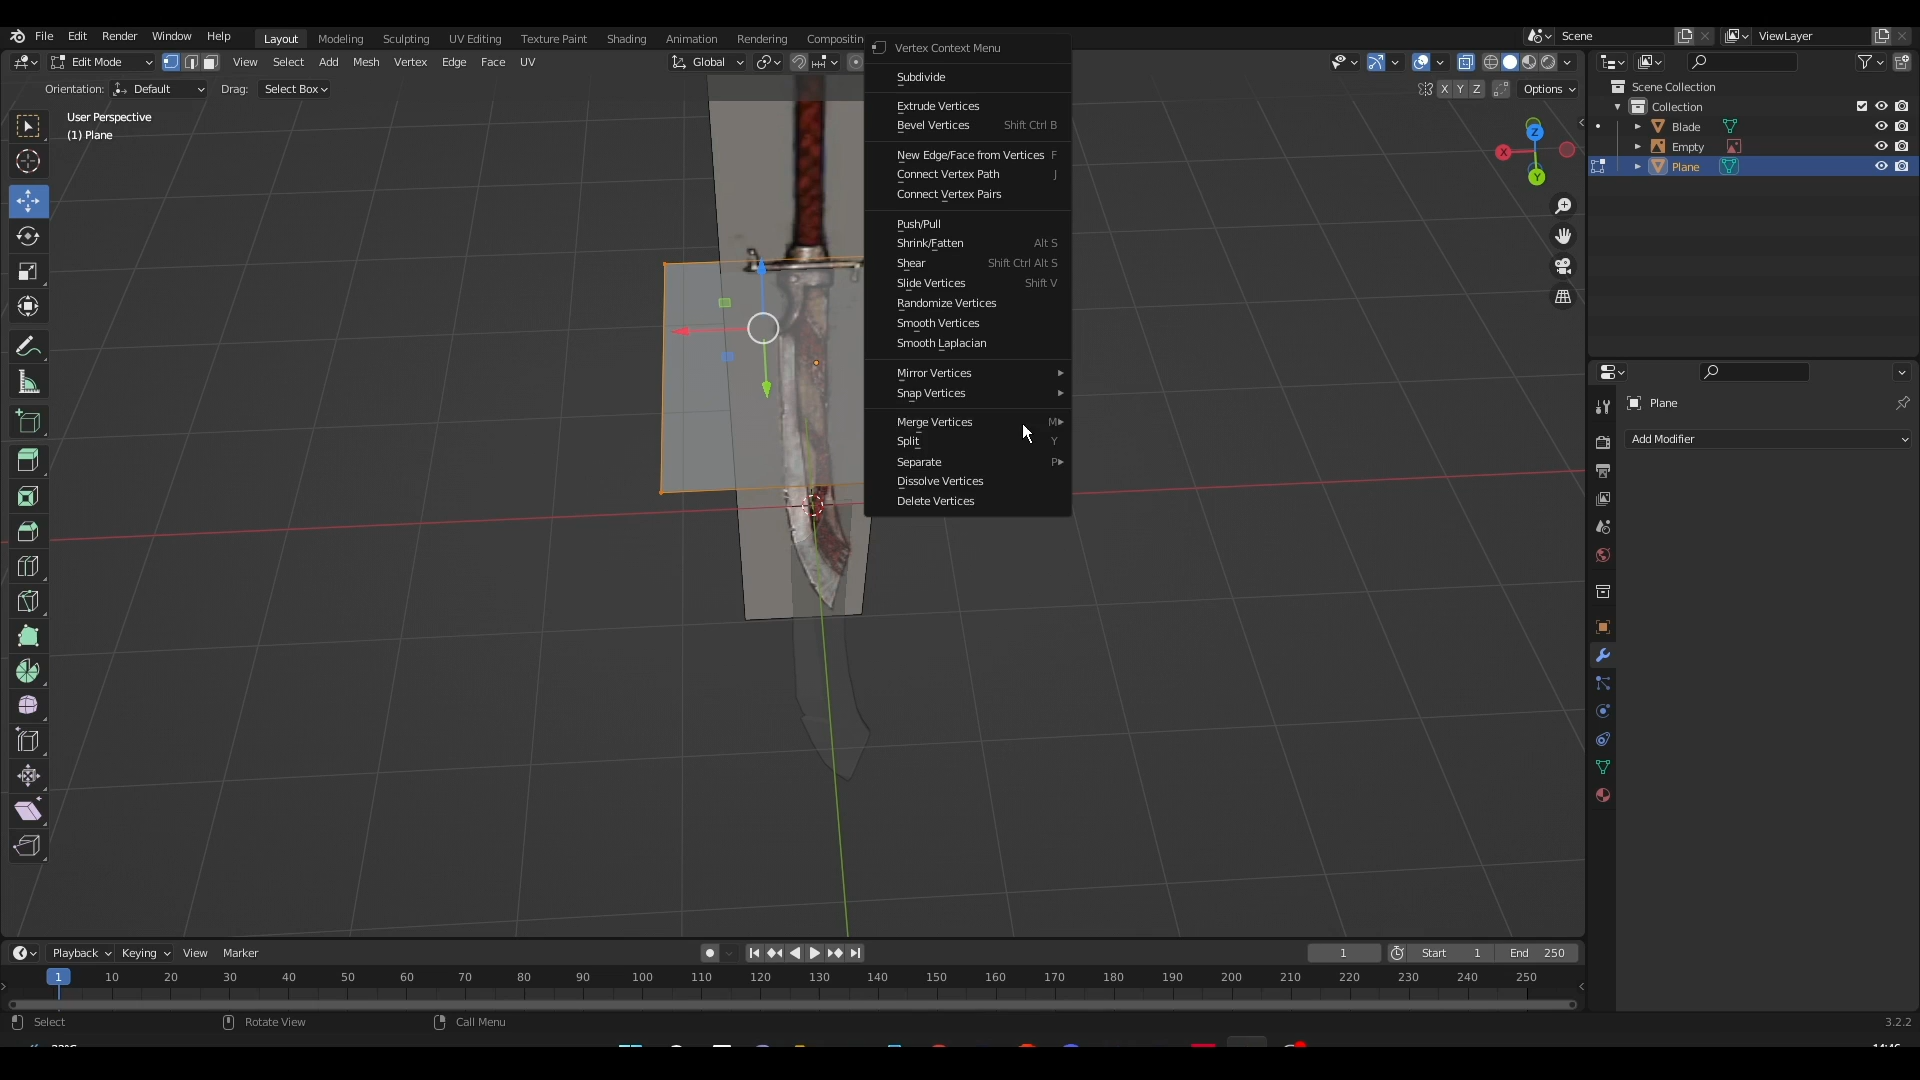 File Edit Render Window Help Layout Modeling Sculpting UV Editing Texture Paint Shading Animation Rendering Scene ViewLayer
Edit Mode View Select Add Mesh Vertex Edge Face UV Global
Orientation: Default Drag: Select Box X Y Z Options
User Perspective
(1) Plane
Vertex Context Menu
Subdivide
Extrude Vertices
Bevel Vertices Shift Ctrl B
New Edge/Face from Vertices F
Connect Vertex Path J
Connect Vertex Pairs
Push/Pull
Shrink/Fatten Alt S
Shear Shift Ctrl Alt S
Slide Vertices Shift V
Randomize Vertices
Smooth Vertices
Smooth Laplacian
Mirror Vertices
Snap Vertices
Merge Vertices M
Split Y
Separate P
Dissolve Vertices
Delete Vertices
Z
X
Y
Scene Collection
Collection
Blade
Empty
Plane
Plane
Add Modifier
Playback Keying View Marker 1 Start 1 End 250
1 10 20 30 40 50 60 70 80 90 100 110 120 130 140 150 160 170 180 190 200 210 220 230 240 250
Select Rotate View Call Menu 3.2.2